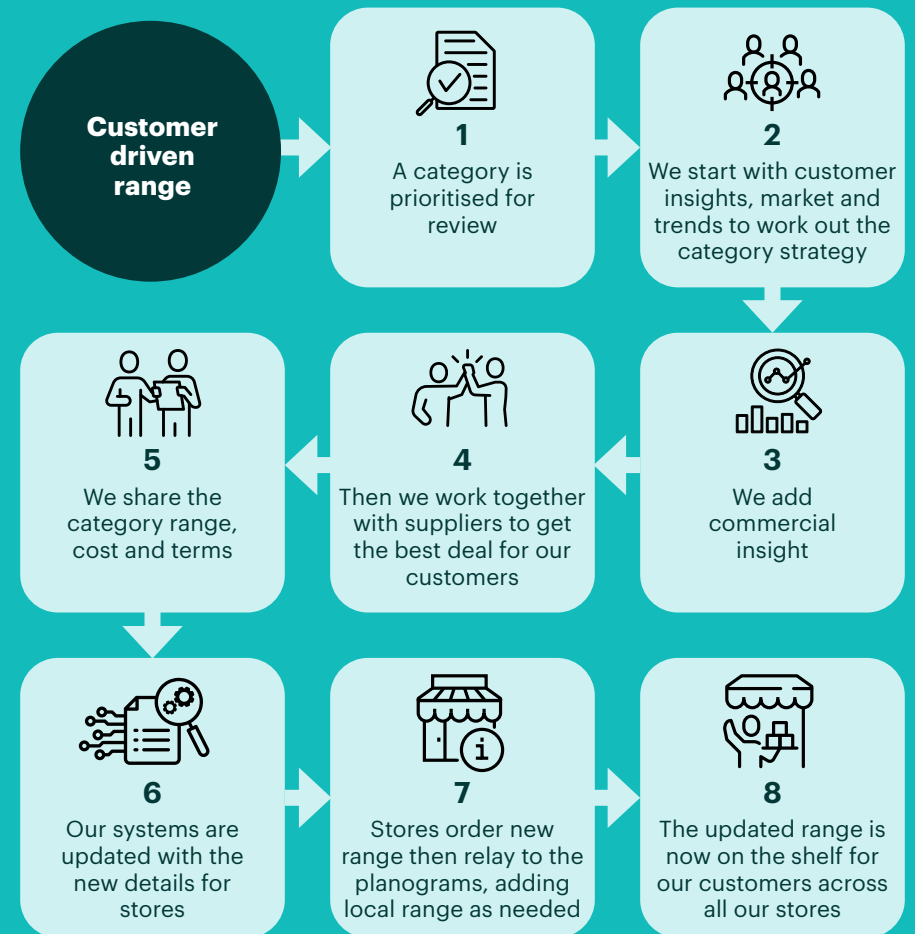 Customer
driven
range
1
A category is
prioritised for
review
2
We start with customer
insights, market and
trends to work out the
category strategy
3
We add
commercial
insight
4
Then we work together
with suppliers to get
the best deal for our
customers
5
We share the
category range,
cost and terms
6
Our systems are
updated with the
new details for
stores
7
Stores order new
range then relay to the
planograms, adding
local range as needed
8
The updated range is
now on the shelf for
our customers across
all our stores